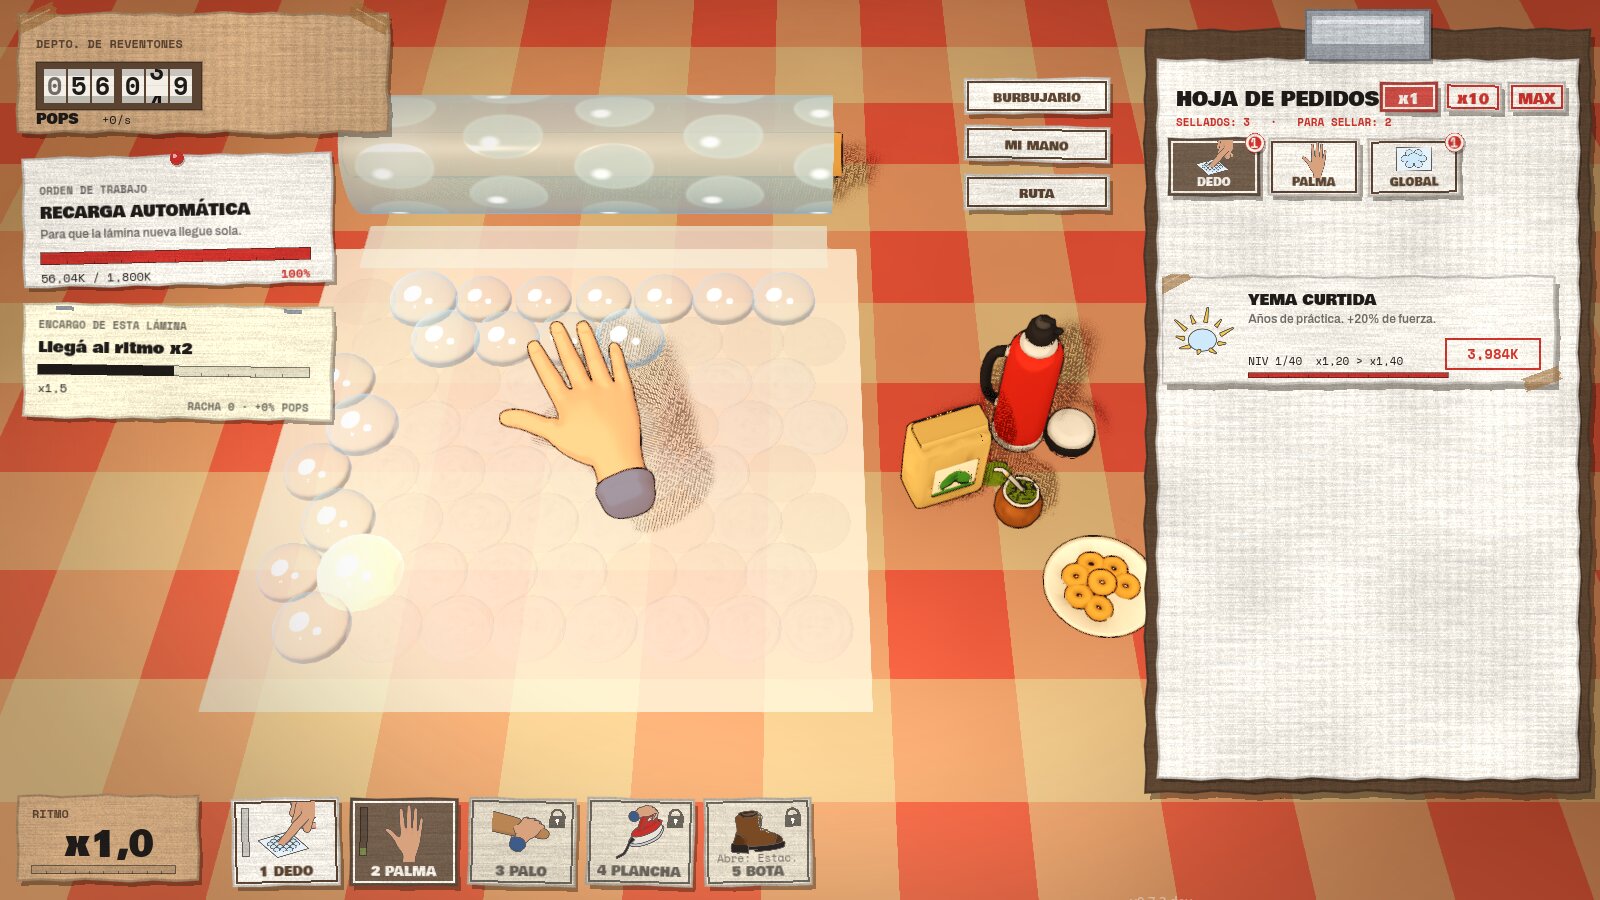 DEPTO. DE REVENTONES
POPS +0/s
ORDEN DE TRABAJO
RECARGA AUTOMÁTICA
Para que la lámina nueva llegue sola.
56,04K / 1,800K 100%
ENCARGO DE ESTA LÁMINA
Llegá al ritmo x2
x1,5
RACHA 0 · +0% POPS
BURBUJARIO
MI MANO
RUTA
HOJA DE PEDIDOS x1 x10 MAX
SELLADOS: 3 · PARA SELLAR: 2
1 1
DEDO PALMA GLOBAL
YEMA CURTIDA
Años de práctica. +20% de fuerza.
NIV 1/40 x1,20 > x1,40
3,984K
RITMO
x1,0
1 DEDO
2 PALMA
3 PALO
4 PLANCHA
Abre: Estac.
5 BOTA